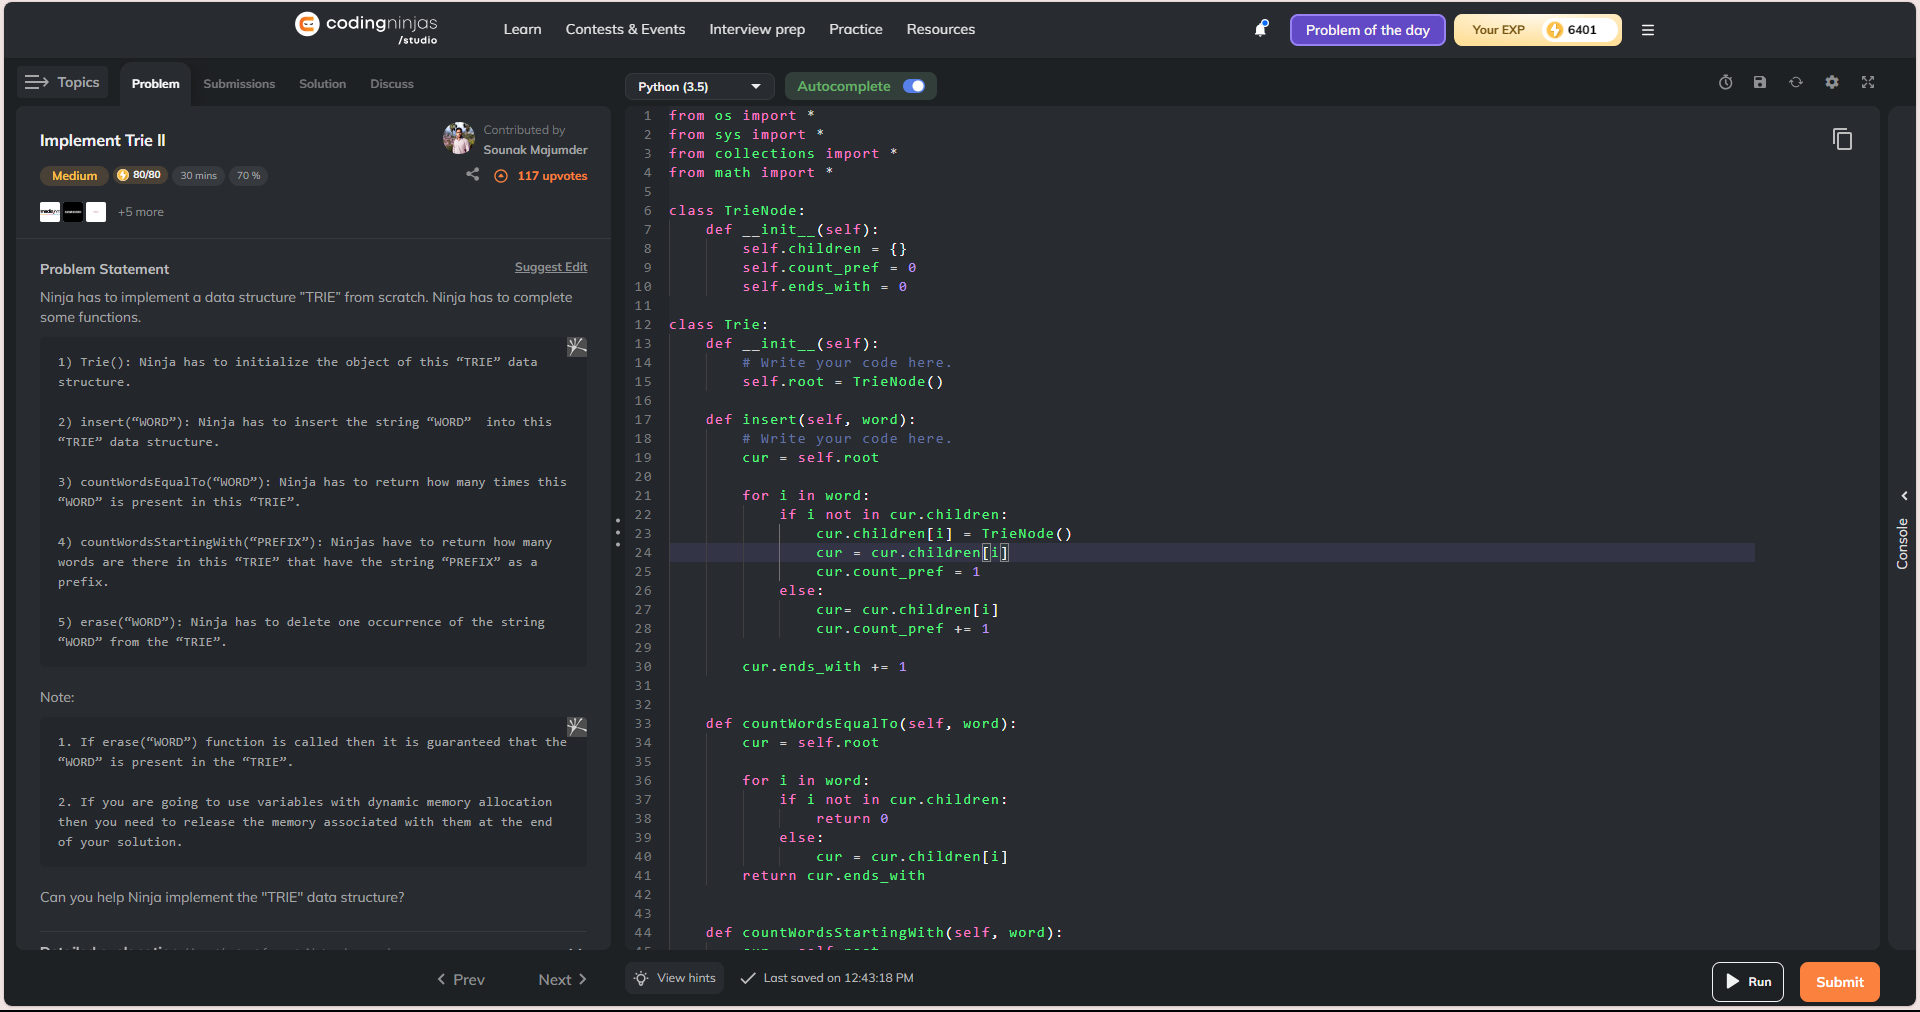 codingninjas
/studio
Learn
Contests & Events
Interview prep
Practice
Resources
Problem of the day
Your EXP
6401
Topics
Problem
Submissions
Solution
Discuss
Implement Trie ll
Contributed by
Sounak Majumder
Medium
80/80
30 mins
70 %
117 upvotes
+5 more
Problem Statement
Suggest Edit
Ninja has to implement a data structure "TRIE” from scratch. Ninja has to complete
some functions.
1) Trie(): Ninja has to initialize the object of this “TRIE” data
structure.
2) insert(“WORD”): Ninja has to insert the string “WORD”  into this
“TRIE” data structure.
3) countWordsEqualTo(“WORD”): Ninja has to return how many times this
“WORD” is present in this “TRIE”.
4) countWordsStartingWith(“PREFIX”): Ninjas have to return how many
words are there in this “TRIE” that have the string “PREFIX” as a
prefix.
5) erase(“WORD”): Ninja has to delete one occurrence of the string
“WORD” from the “TRIE”.
Note:
1. If erase(“WORD”) function is called then it is guaranteed that the
“WORD” is present in the “TRIE”.
2. If you are going to use variables with dynamic memory allocation
then you need to release the memory associated with them at the end
of your solution.
Can you help Ninja implement the "TRIE" data structure?
Prev
Next
Python (3.5)
Autocomplete
1 from os import *
2 from sys import *
3 from collections import *
4 from math import *
5
6 class TrieNode:
7     def __init__(self):
8         self.children = {}
9         self.count_pref = 0
10         self.ends_with = 0
11
12 class Trie:
13     def __init__(self):
14         # Write your code here.
15         self.root = TrieNode()
16
17     def insert(self, word):
18         # Write your code here.
19         cur = self.root
20
21         for i in word:
22             if i not in cur.children:
23                 cur.children[i] = TrieNode()
24                 cur = cur.children[i]
25                 cur.count_pref = 1
26             else:
27                 cur= cur.children[i]
28                 cur.count_pref += 1
29
30         cur.ends_with += 1
31
32
33     def countWordsEqualTo(self, word):
34         cur = self.root
35
36         for i in word:
37             if i not in cur.children:
38                 return 0
39             else:
40                 cur = cur.children[i]
41         return cur.ends_with
42
43
44     def countWordsStartingWith(self, word):
Console
View hints
Last saved on 12:43:18 PM
Run
Submit